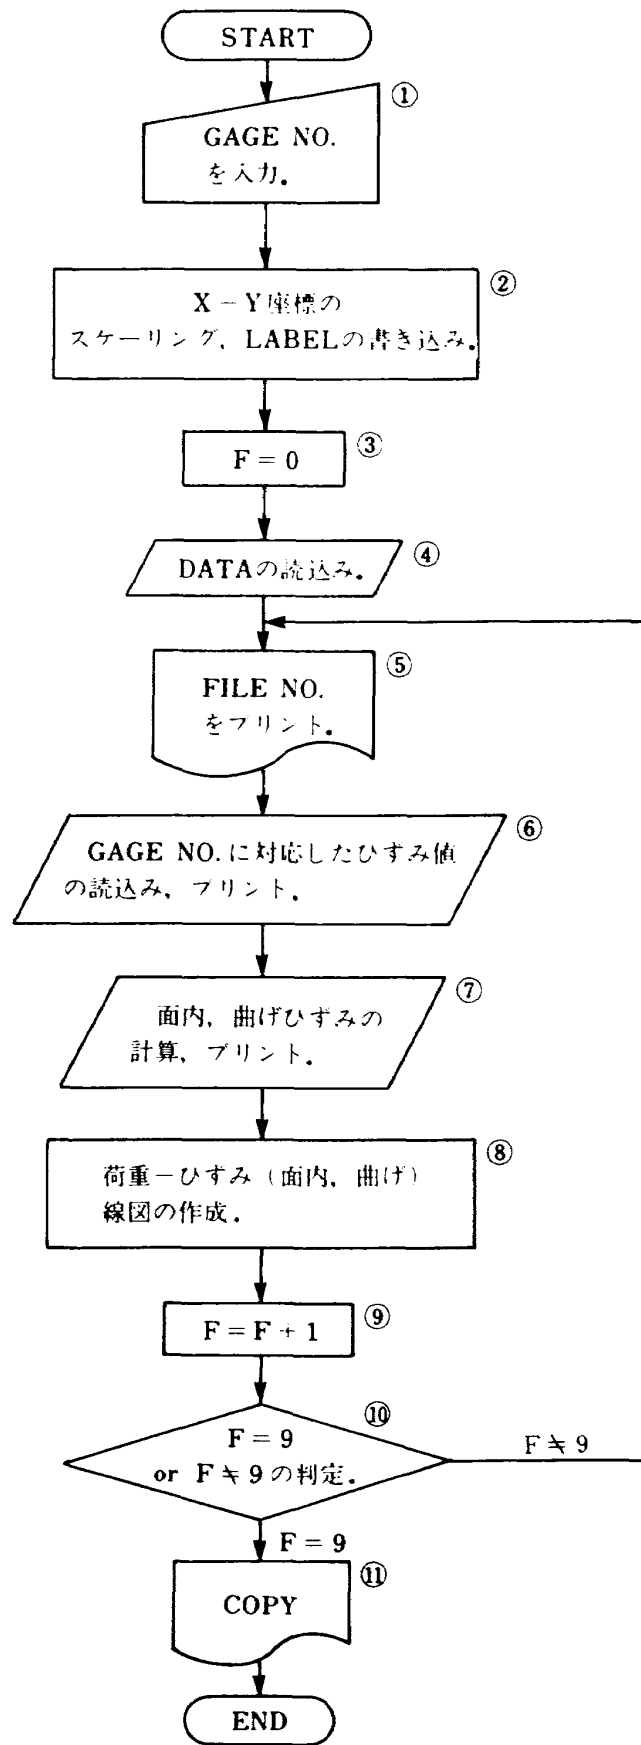 START
①
GAGE NO.
を入力.
②
X－Y座標の
スケーリング, LABELの書き込み.
③
F = 0
④
DATAの読込み.
⑤
FILE NO.
をプリント.
⑥
GAGE NO.に対応したひずみ値
の読込み, プリント.
⑦
面内, 曲げひずみの
計算, プリント.
⑧
荷重－ひずみ（面内, 曲げ）
線図の作成.
⑨
F = F + 1
⑩
F = 9
or F ≒ 9の判定.
F ≒ 9
F = 9
⑪
COPY
END